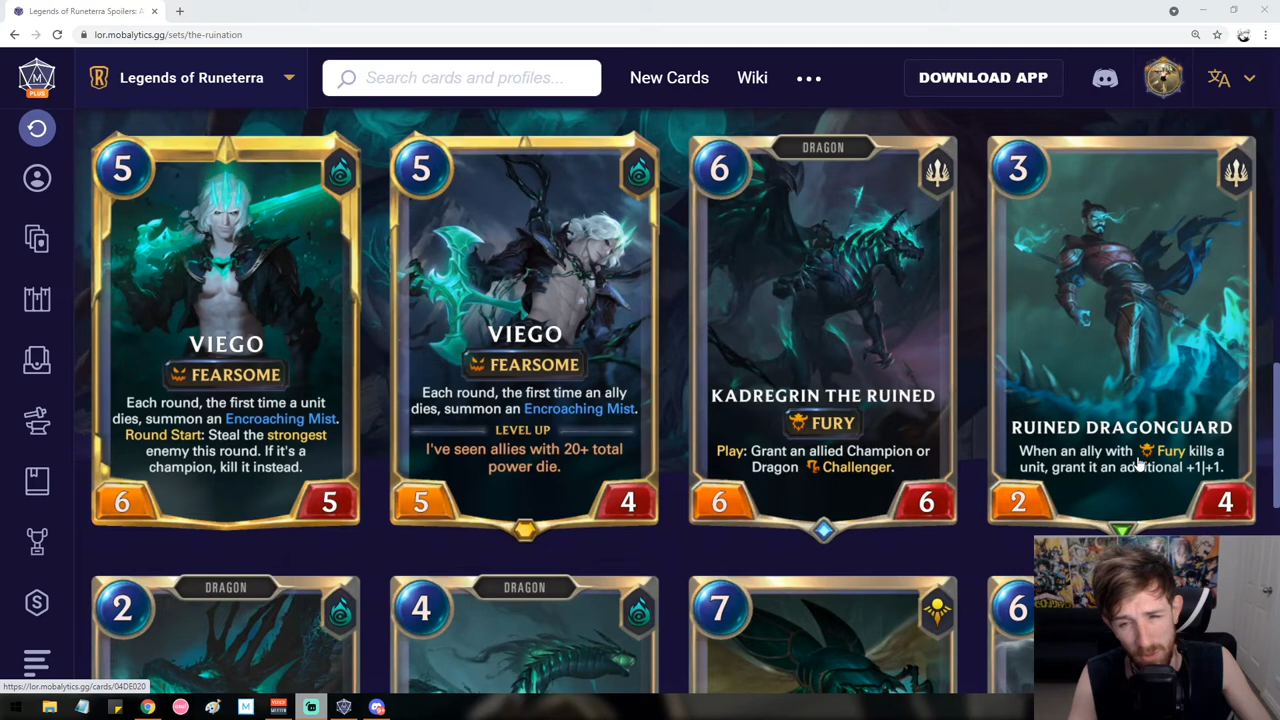 Legends of Runeterra Spoilers: A
lor.mobalytics.gg/sets/the-ruination
M
PLUS
Legends of Runeterra
Search cards and profiles...
New Cards
Wiki
DOWNLOAD APP
5
VIEGO
FEARSOME
Each round, the first time a unit
dies, summon an Encroaching Mist.
Round Start: Steal the strongest
enemy this round. If it's a
champion, kill it instead.
6
5
5
VIEGO
FEARSOME
Each round, the first time an ally
dies, summon an Encroaching Mist.
LEVEL UP
I've seen allies with 20+ total
power die.
5
4
DRAGON
6
KADREGRIN THE RUINED
FURY
Play: Grant an allied Champion or
Dragon Challenger.
6
6
3
RUINED DRAGONGUARD
When an ally with Fury kills a
unit, grant it an additional +1|+1.
2
4
DRAGON
2
DRAGON
4
7
6
https://lor.mobalytics.gg/cards/04DE020